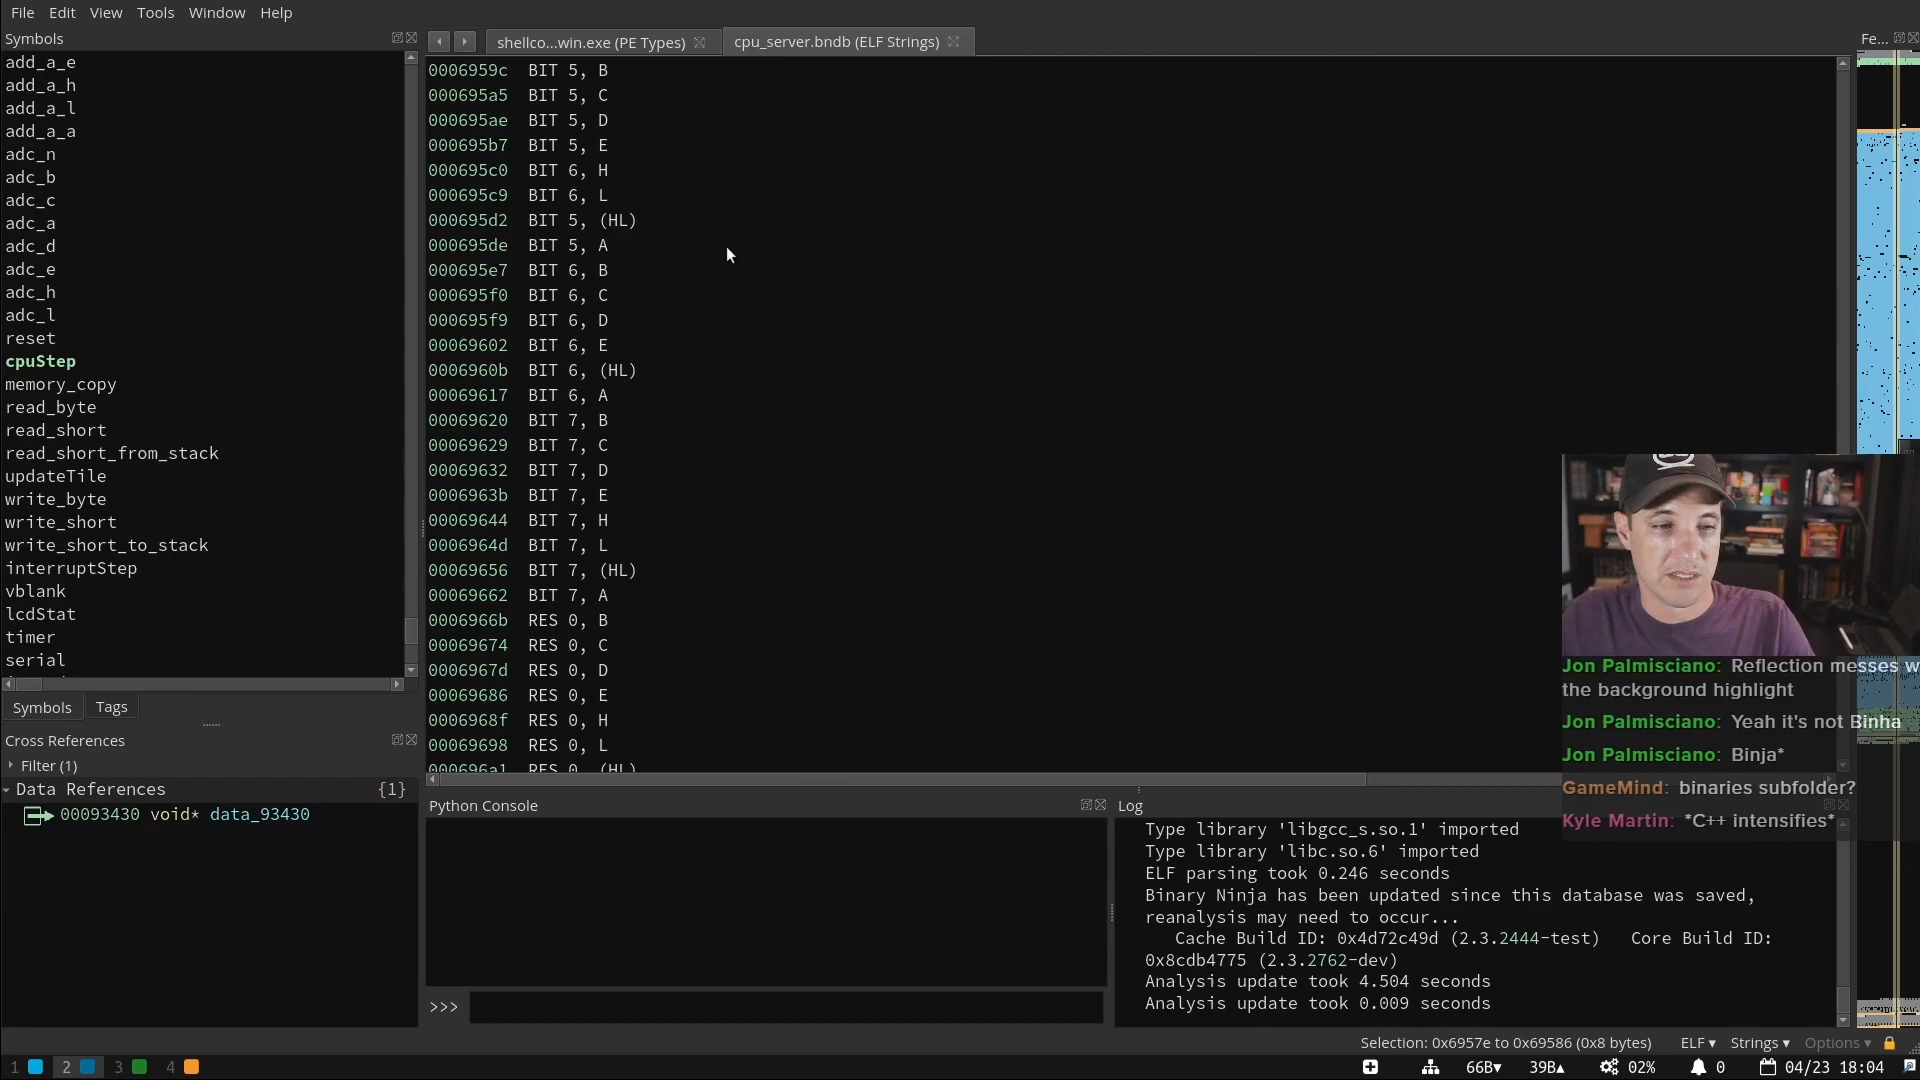 File Edit View Tools Window Help
Symbols
Fe...
shellco...win.exe (PE Types)
cpu_server.bndb (ELF Strings)
add_a_e
add_a_h
add_a_l
add_a_a
adc_n
adc_b
adc_c
adc_a
adc_d
adc_e
adc_h
adc_l
reset
cpuStep
memory_copy
read_byte
read_short
read_short_from_stack
updateTile
write_byte
write_short
write_short_to_stack
interruptStep
vblank
lcdStat
timer
serial
Symbols Tags
Cross References
Filter (1)
Data References {1}
00093430 void* data_93430
0006959c BIT 5, B
000695a5 BIT 5, C
000695ae BIT 5, D
000695b7 BIT 5, E
000695c0 BIT 6, H
000695c9 BIT 6, L
000695d2 BIT 5, (HL)
000695de BIT 5, A
000695e7 BIT 6, B
000695f0 BIT 6, C
000695f9 BIT 6, D
00069602 BIT 6, E
0006960b BIT 6, (HL)
00069617 BIT 6, A
00069620 BIT 7, B
00069629 BIT 7, C
00069632 BIT 7, D
0006963b BIT 7, E
00069644 BIT 7, H
0006964d BIT 7, L
00069656 BIT 7, (HL)
00069662 BIT 7, A
0006966b RES 0, B
00069674 RES 0, C
0006967d RES 0, D
00069686 RES 0, E
0006968f RES 0, H
00069698 RES 0, L
000696a1 RES 0, (HL)
Jon Palmisciano: Reflection messes w
the background highlight
Jon Palmisciano: Yeah it's not Binha
Jon Palmisciano: Binja*
GameMind: binaries subfolder?
Kyle Martin: *C++ intensifies*
Python Console
>>>
Log
Type library 'libgcc_s.so.1' imported
Type library 'libc.so.6' imported
ELF parsing took 0.246 seconds
Binary Ninja has been updated since this database was saved,
reanalysis may need to occur...
Cache Build ID: 0x4d72c49d (2.3.2444-test) Core Build ID:
0x8cdb4775 (2.3.2762-dev)
Analysis update took 4.504 seconds
Analysis update took 0.009 seconds
Selection: 0x6957e to 0x69586 (0x8 bytes) ELF▾ Strings▾ Options▾
1 2 3 4 66B▾ 39B▴ 02% 0 04/23 18:04